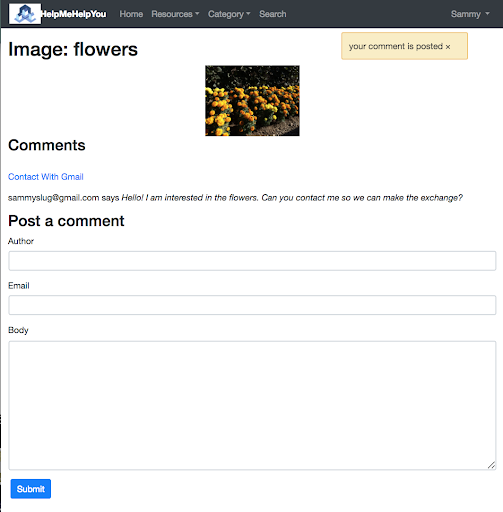 HelpMeHelpYou Home Resources Category Search Sammy
your comment is posted ×
Image: flowers
Comments
Contact With Gmail
sammyslug@gmail.com says Hello! I am interested in the flowers. Can you contact me so we can make the exchange?
Post a comment
Author
Email
Body
Submit